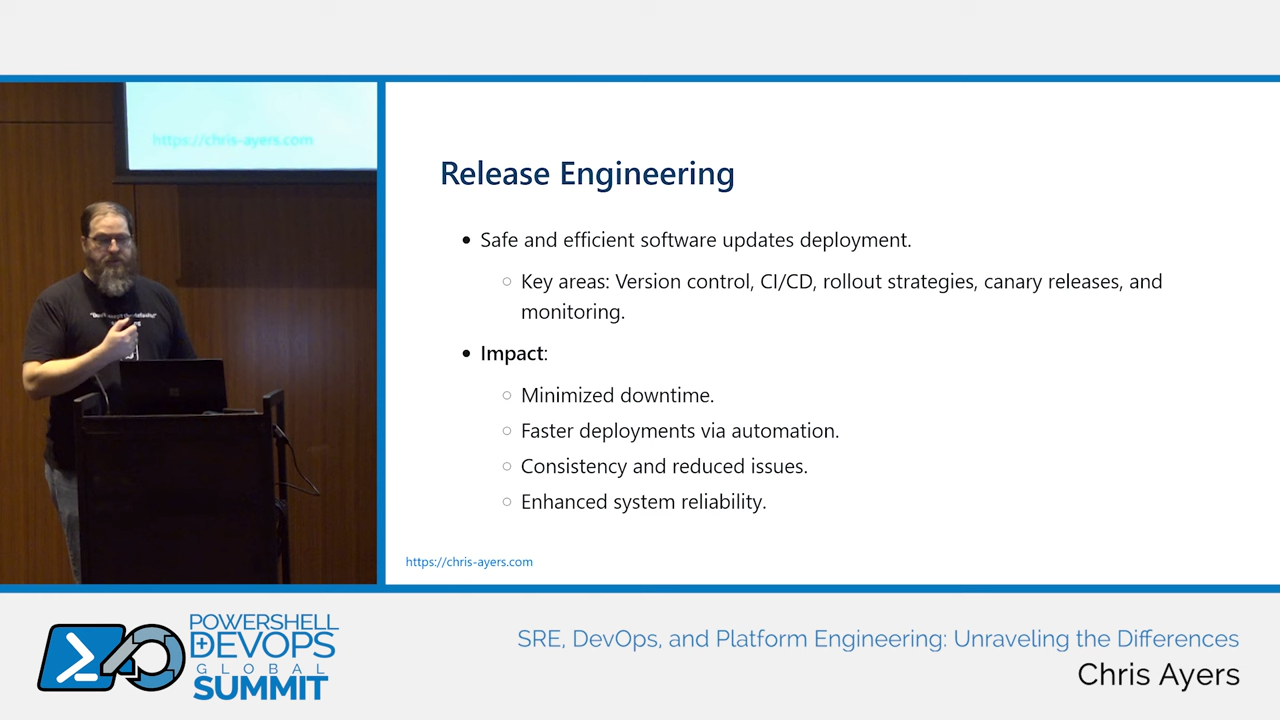 https://chris-ayers.com
Release Engineering
Safe and efficient software updates deployment.
Key areas: Version control, CI/CD, rollout strategies, canary releases, and
monitoring.
Impact:
Minimized downtime.
Faster deployments via automation.
Consistency and reduced issues.
Enhanced system reliability.
https://chris-ayers.com
POWERSHELL
DEVOPS
GLOBAL
SUMMIT
SRE, DevOps, and Platform Engineering: Unraveling the Differences
Chris Ayers